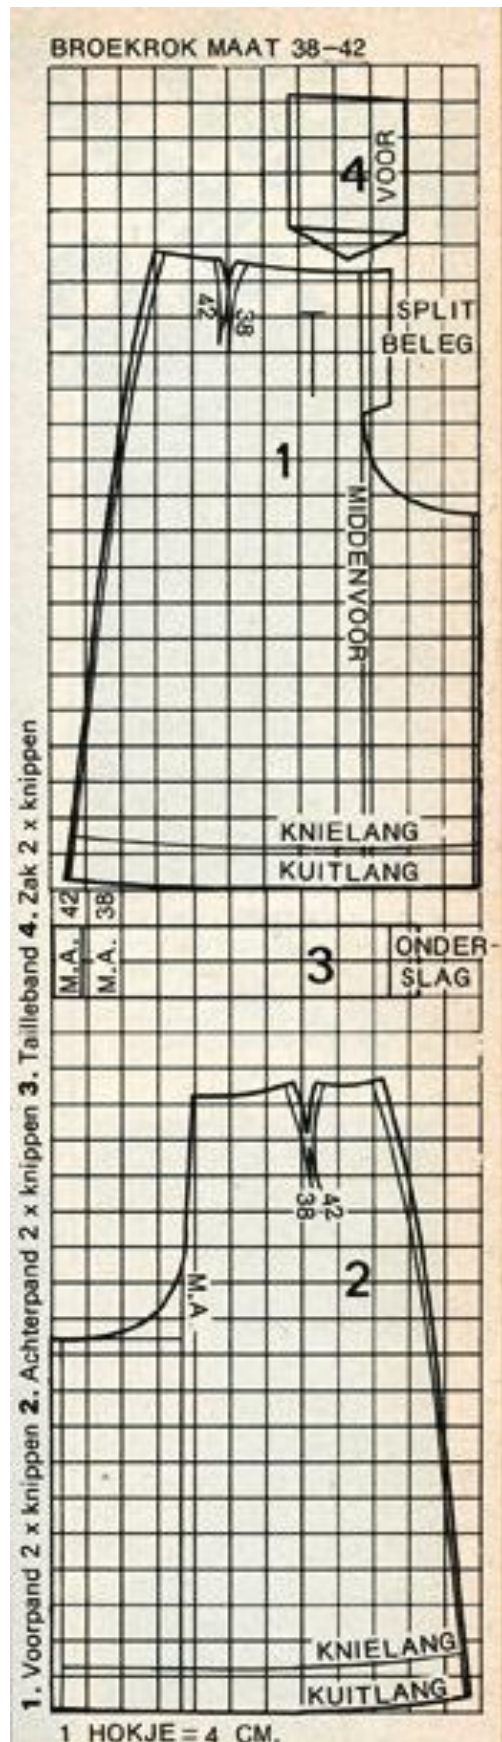 BROEKROK MAAT 38-42
4
VOOR
42
38
SPLIT
BELEG
1
MIDDENVOOR
KNIELANG
KUITLANG
M.A. 42
M.A. 38
3
ONDER-
SLAG
38
42
M.A
2
KNIELANG
KUITLANG
1. Voorpand 2 x knippen 2. Achterpand 2 x knippen 3. Tailleband 4. Zak 2 x knippen
1 HOKJE = 4 CM.